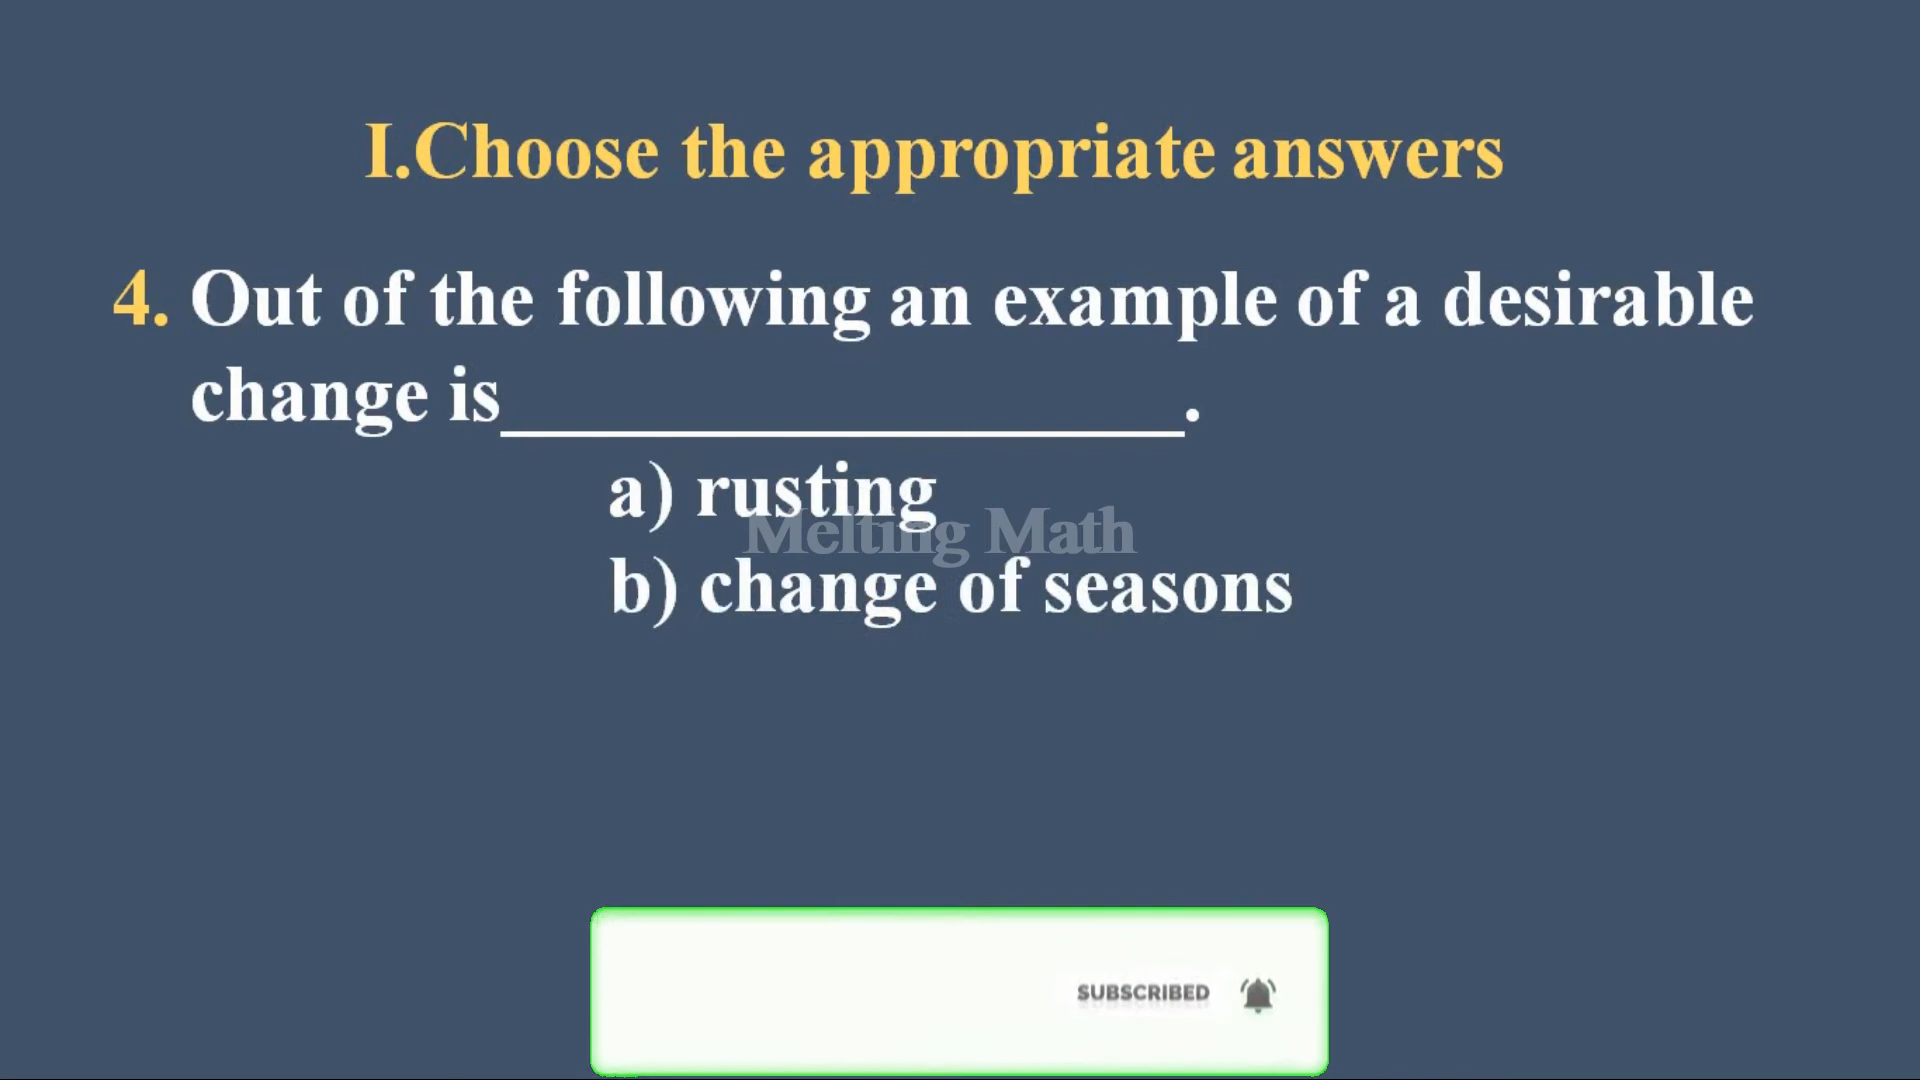 I.Choose the appropriate answers
4. Out of the following an example of a desirable
change is___________________.
a) rusting
Melting Math
b) change of seasons
SUBSCRIBED